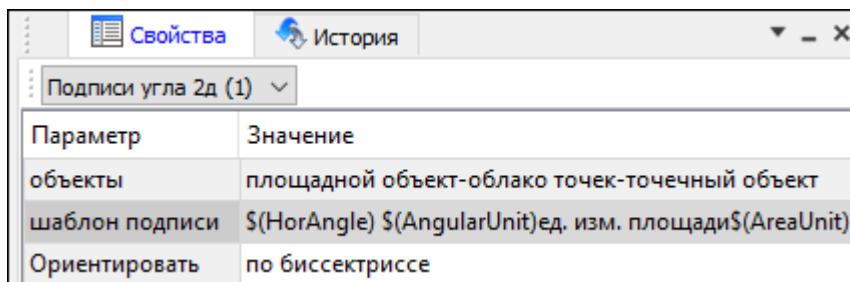 Свойства История
Подписи угла 2д (1)
Параметр Значение
объекты площадной объект-облако точек-точечный объект
шаблон подписи $(HorAngle) $(AngularUnit)ед. изм. площади$(AreaUnit)
Ориентировать по биссектриссе